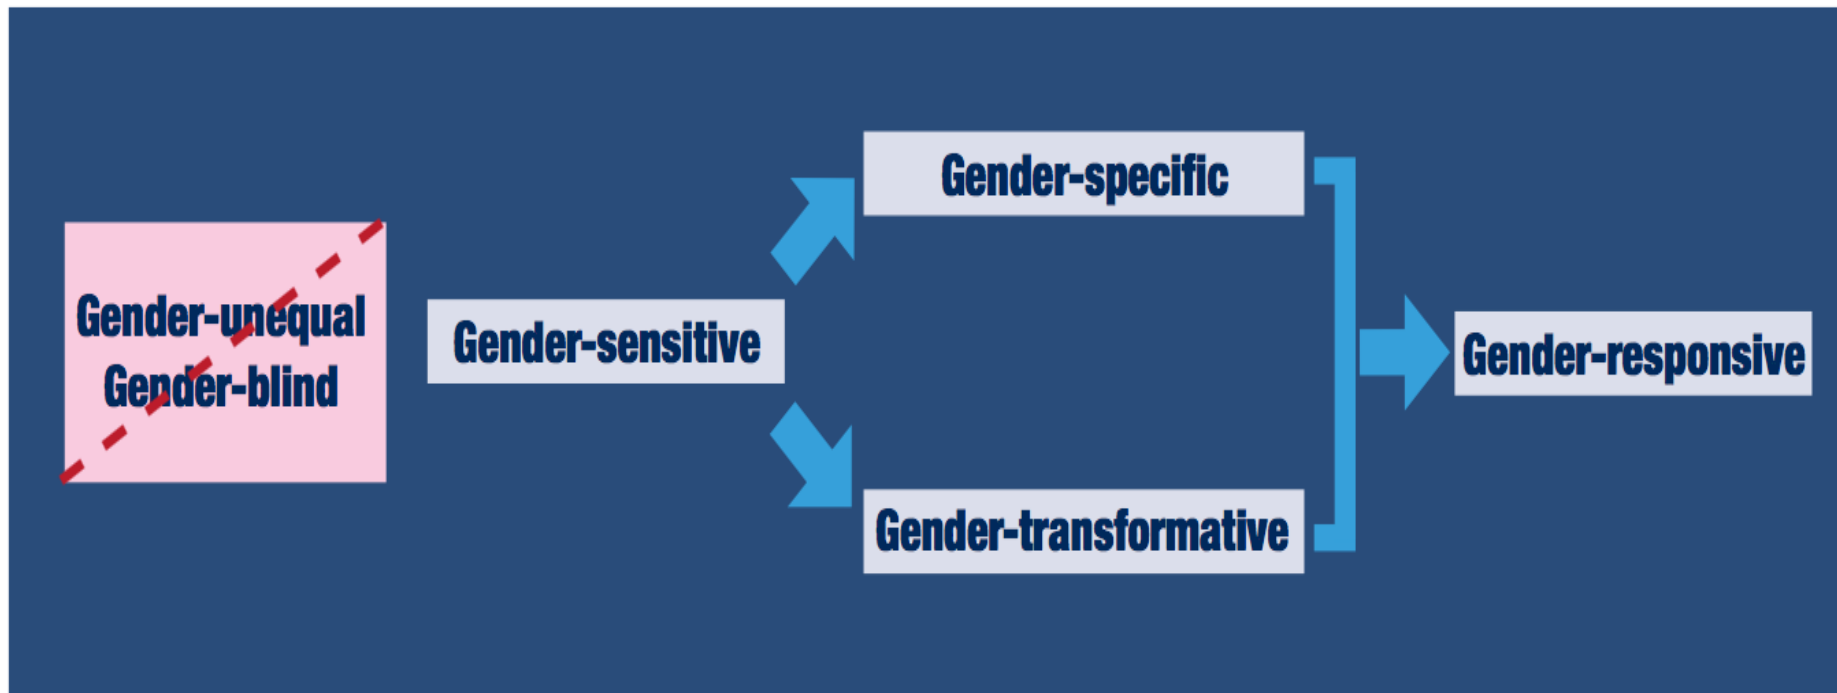 Gender-unequal
Gender-blind
Gender-sensitive
Gender-specific
Gender-transformative
Gender-responsive